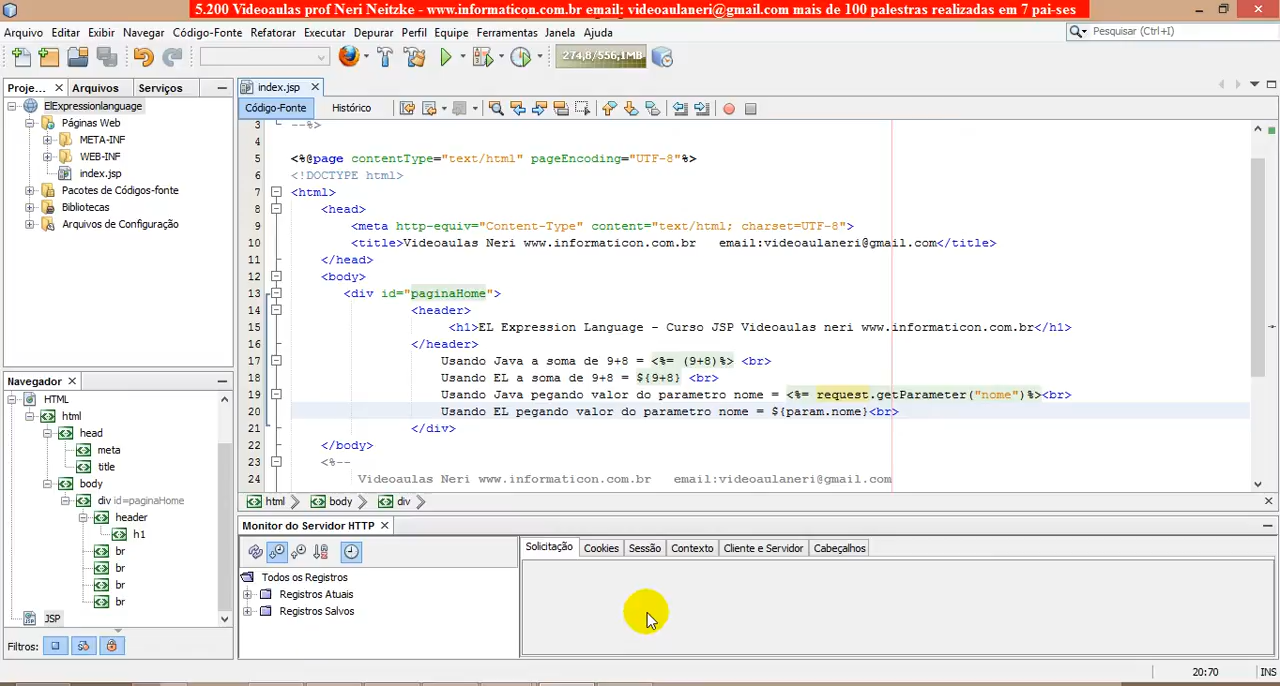 5.200 Videoaulas prof Neri Neitzke - www.informaticon.com.br email: videoaulaneri@gmail.com mais de 100 palestras realizadas em 7 pai-ses
Arquivo Editar Exibir Navegar Código-Fonte Refatorar Executar Depurar Perfil Equipe Ferramentas Janela Ajuda
Pesquisar (Ctrl+I)
274,8/556,1MB
Proje... Arquivos Serviços
ElExpressionlanguage
Páginas Web
META-INF
WEB-INF
index.jsp
Pacotes de Códigos-fonte
Bibliotecas
Arquivos de Configuração
Navegador
HTML
html
head
meta
title
body
div id=paginaHome
header
h1
br
br
br
br
JSP
Filtros:
index.jsp
Código-Fonte Histórico
3 --%>
4
5 <%@page contentType="text/html" pageEncoding="UTF-8"%>
6 <!DOCTYPE html>
7 <html>
8 <head>
9 <meta http-equiv="Content-Type" content="text/html; charset=UTF-8">
10 <title>Videoaulas Neri www.informaticon.com.br email:videoaulaneri@gmail.com</title>
11 </head>
12 <body>
13 <div id="paginaHome">
14 <header>
15 <h1>EL Expression Language - Curso JSP Videoaulas neri www.informaticon.com.br</h1>
16 </header>
17 Usando Java a soma de 9+8 = <%= (9+8)%> <br>
18 Usando EL a soma de 9+8 = ${9+8} <br>
19 Usando Java pegando valor do parametro nome = <%= request.getParameter("nome")%><br>
20 Usando EL pegando valor do parametro nome = ${param.nome}<br>
21 </div>
22 </body>
23 <%--
24 Videoaulas Neri www.informaticon.com.br email:videoaulaneri@gmail.com
html body div
Monitor do Servidor HTTP
Todos os Registros
Registros Atuais
Registros Salvos
Solicitação Cookies Sessão Contexto Cliente e Servidor Cabeçalhos
20:70 INS